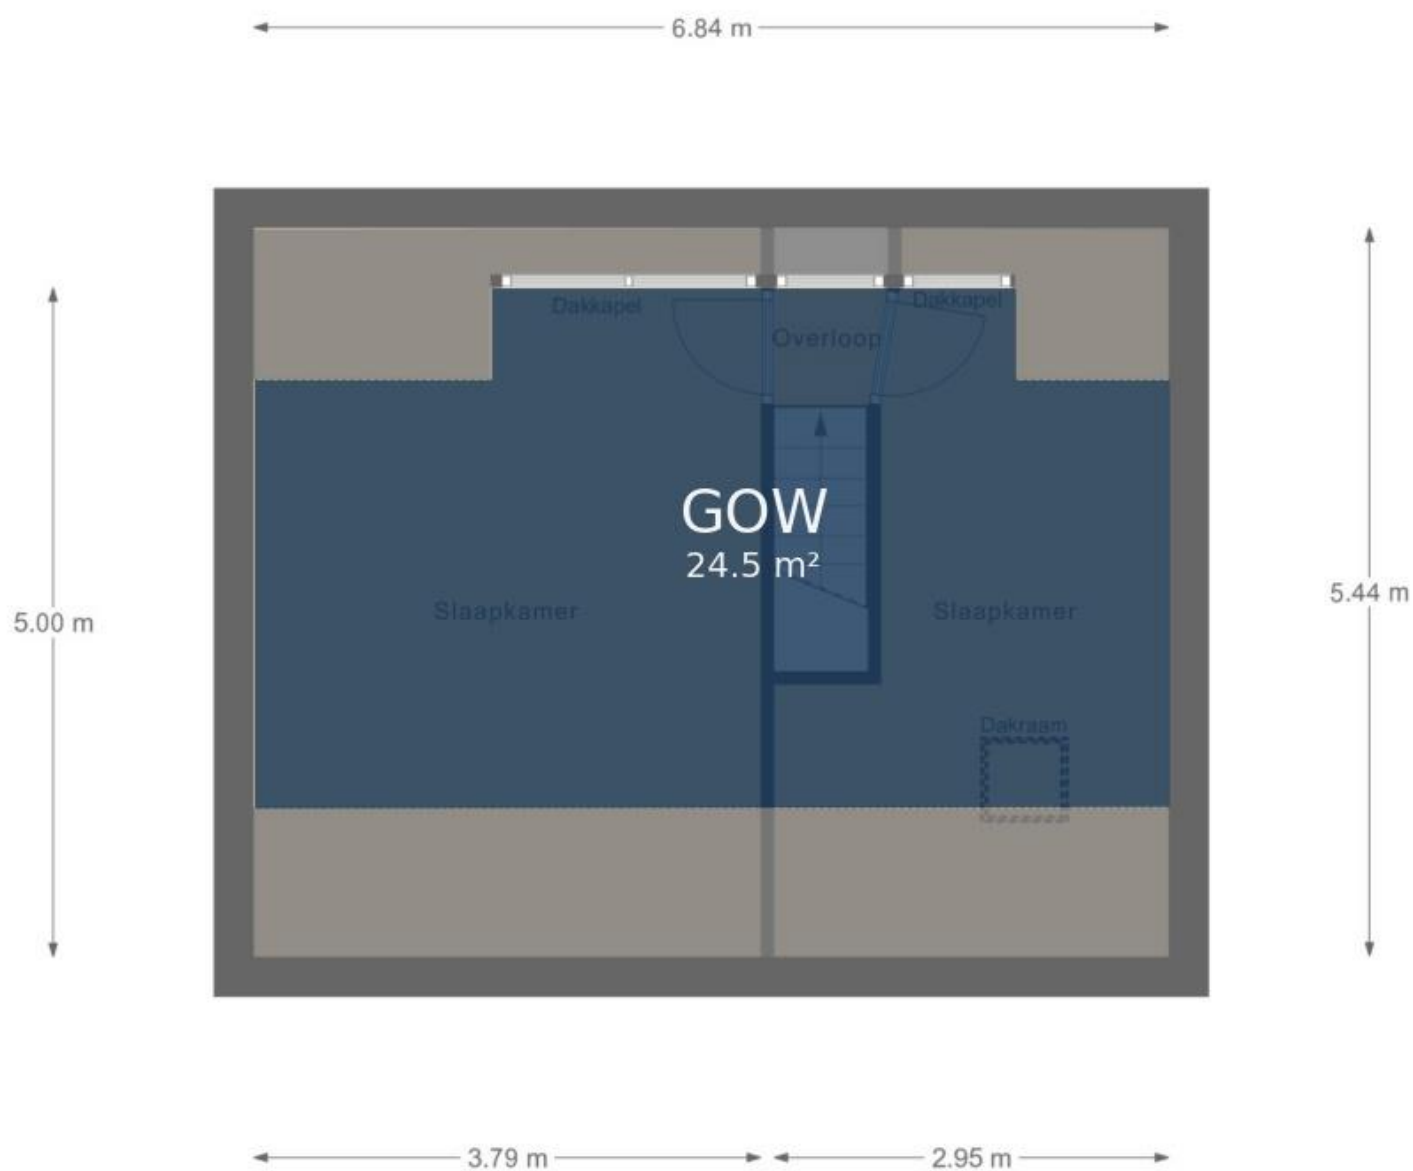 6.84 m
Dakkapel
Dakkapel
Overloop
GOW
24.5 m²
5.00 m
5.44 m
Slaapkamer
Slaapkamer
Dakraam
3.79 m
2.95 m